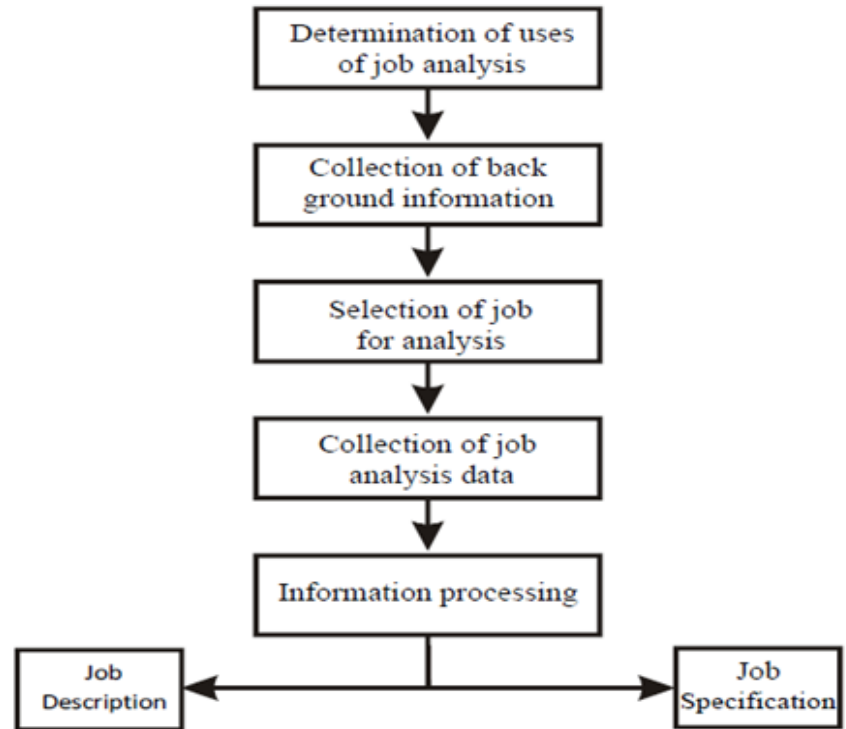 Determination of uses
of job analysis
Collection of back
ground information
Selection of job
for analysis
Collection of job
analysis data
Information processing
Job
Description
Job
Specification